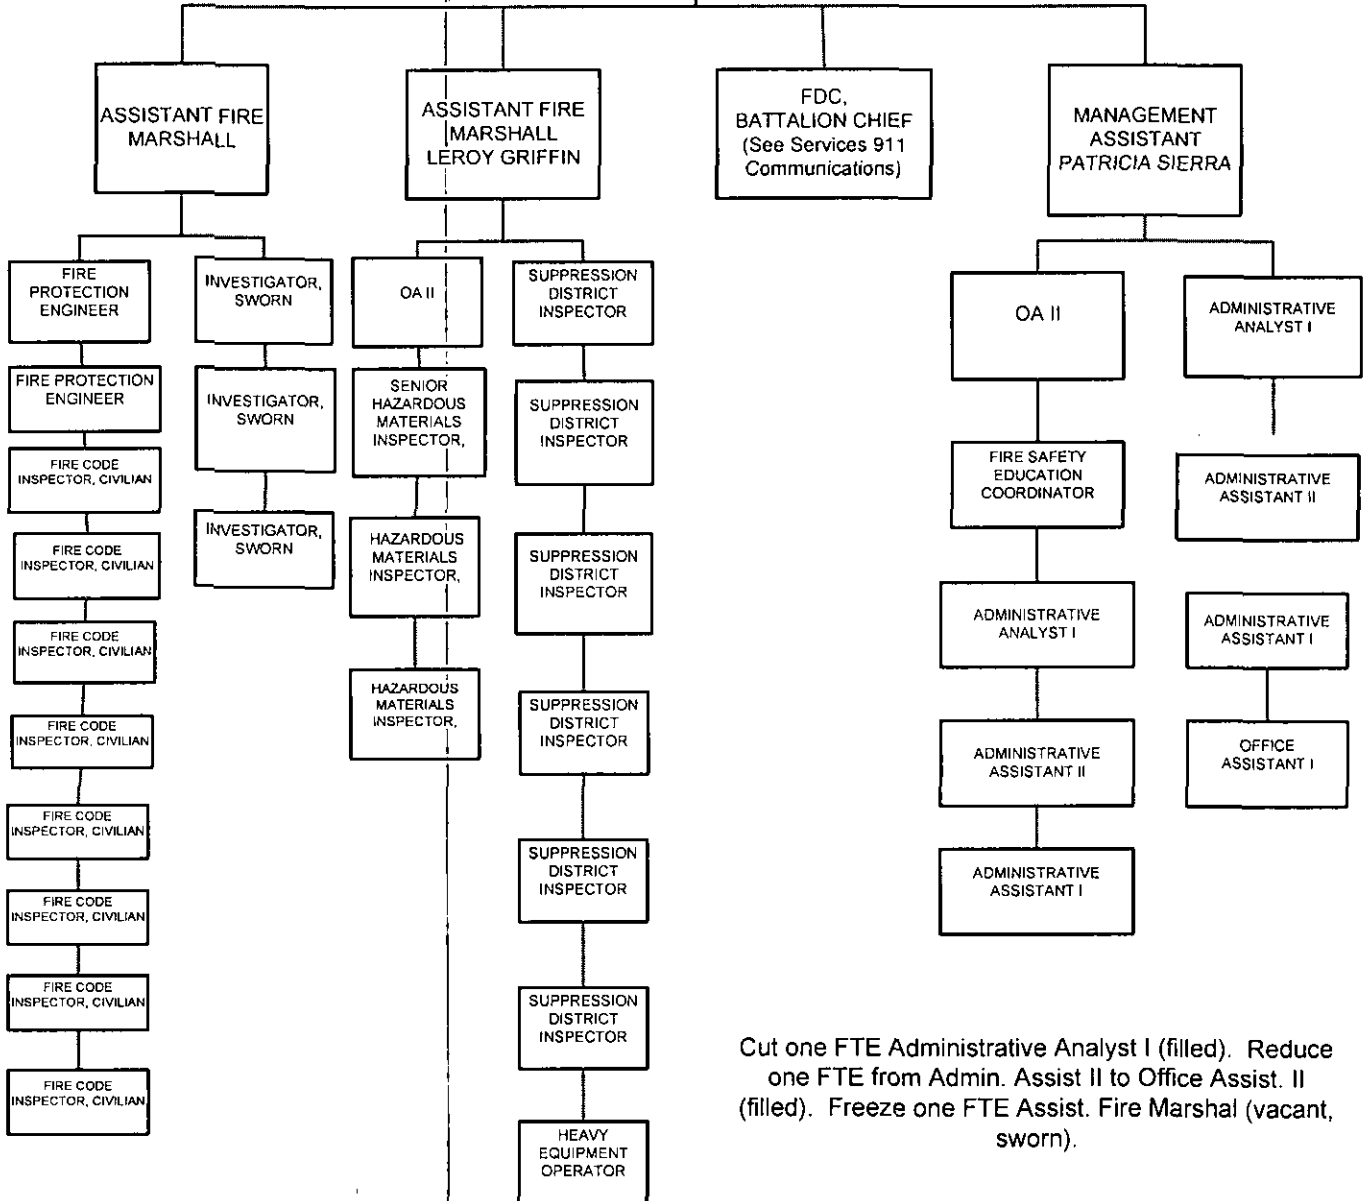 ASSISTANT FIRE
MARSHALL
ASSISTANT FIRE
MARSHALL
LEROY GRIFFIN
FDC,
BATTALION CHIEF
(See Services 911
Communications)
MANAGEMENT
ASSISTANT
PATRICIA SIERRA
FIRE
PROTECTION
ENGINEER
FIRE PROTECTION
ENGINEER
FIRE CODE
INSPECTOR, CIVILIAN
FIRE CODE
INSPECTOR, CIVILIAN
FIRE CODE
INSPECTOR, CIVILIAN
FIRE CODE
INSPECTOR, CIVILIAN
FIRE CODE
INSPECTOR, CIVILIAN
FIRE CODE
INSPECTOR, CIVILIAN
FIRE CODE
INSPECTOR, CIVILIAN
FIRE CODE
INSPECTOR, CIVILIAN
INVESTIGATOR,
SWORN
INVESTIGATOR,
SWORN
INVESTIGATOR,
SWORN
OA II
SENIOR
HAZARDOUS
MATERIALS
INSPECTOR,
HAZARDOUS
MATERIALS
INSPECTOR,
HAZARDOUS
MATERIALS
INSPECTOR,
SUPPRESSION
DISTRICT
INSPECTOR
SUPPRESSION
DISTRICT
INSPECTOR
SUPPRESSION
DISTRICT
INSPECTOR
SUPPRESSION
DISTRICT
INSPECTOR
SUPPRESSION
DISTRICT
INSPECTOR
SUPPRESSION
DISTRICT
INSPECTOR
HEAVY
EQUIPMENT
OPERATOR
OA II
FIRE SAFETY
EDUCATION
COORDINATOR
ADMINISTRATIVE
ANALYST I
ADMINISTRATIVE
ASSISTANT II
ADMINISTRATIVE
ASSISTANT I
ADMINISTRATIVE
ANALYST I
ADMINISTRATIVE
ASSISTANT II
ADMINISTRATIVE
ASSISTANT I
OFFICE
ASSISTANT I
Cut one FTE Administrative Analyst I (filled). Reduce
one FTE from Admin. Assist II to Office Assist. II
(filled). Freeze one FTE Assist. Fire Marshal (vacant,
sworn).